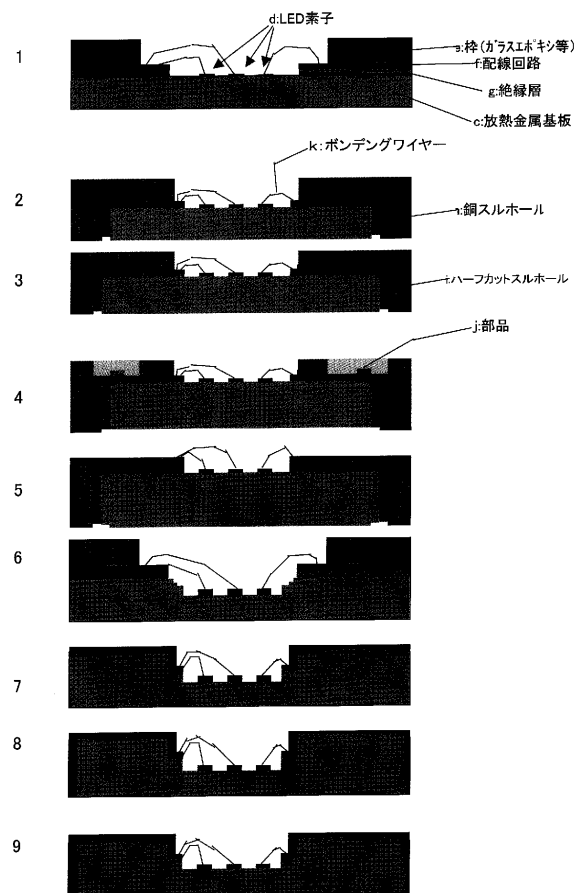 d:LED素子
1
e:枠(ガラスエポキシ等)
f:配線回路
g:絶縁層
c:放熱金属基板
k:ボンデングワイヤー
2
h:銅スルホール
3
i:ハーフカットスルホール
j:部品
4
5
6
7
8
9